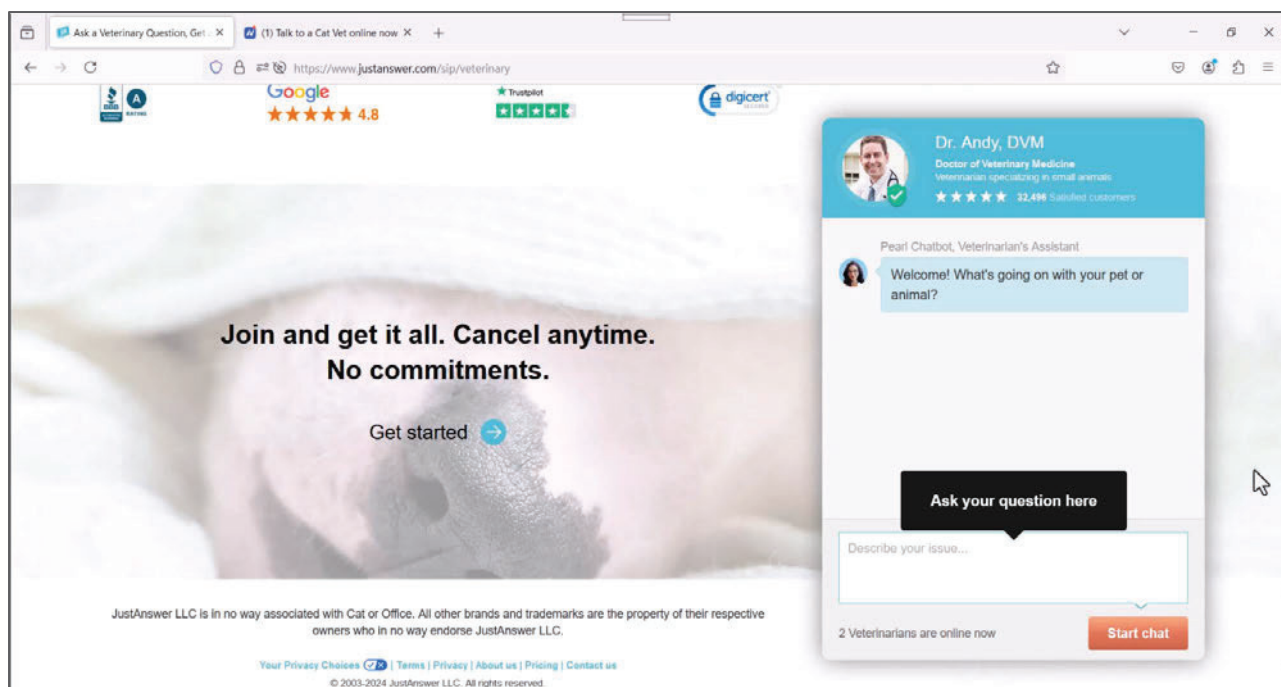 Ask a Veterinary Question, Get
(1) Talk to a Cat Vet online now
https://www.justanswer.com/sip/veterinary
BBB
A
RATING
Google
4.8
Trustpilot
digicert
SECURED
Dr. Andy, DVM
Doctor of Veterinary Medicine
Veterinarian specializing in small animals
32,496 Satisfied customers
Pearl Chatbot, Veterinarian's Assistant
Welcome! What's going on with your pet or
animal?
Join and get it all. Cancel anytime.
No commitments.
Get started
Ask your question here
Describe your issue...
2 Veterinarians are online now
Start chat
JustAnswer LLC is in no way associated with Cat or Office. All other brands and trademarks are the property of their respective
owners who in no way endorse JustAnswer LLC.
Your Privacy Choices | Terms | Privacy | About us | Pricing | Contact us
© 2003-2024 JustAnswer LLC. All rights reserved.